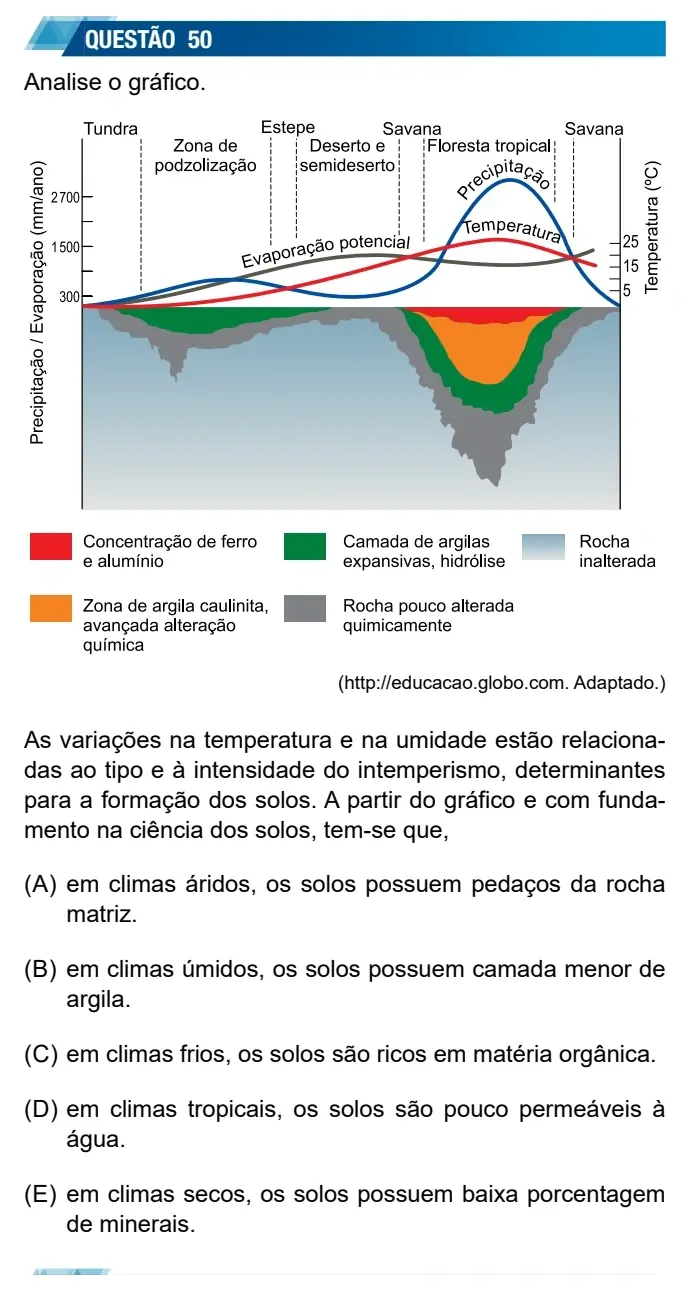 QUESTÃO 50
Analise o gráfico.
Tundra
Zona de
podzolização
Estepe
Deserto e
semideserto
Savana
Floresta tropical
Savana
Precipitação / Evaporação (mm/ano)
2700
1500
300
Evaporação potencial
Precipitação
Temperatura
25
15
5
Temperatura (ºC)
Concentração de ferro
e alumínio
Camada de argilas
expansivas, hidrólise
Rocha
inalterada
Zona de argila caulinita,
avançada alteração
química
Rocha pouco alterada
quimicamente
(http://educacao.globo.com. Adaptado.)
As variações na temperatura e na umidade estão relaciona-
das ao tipo e à intensidade do intemperismo, determinantes
para a formação dos solos. A partir do gráfico e com funda-
mento na ciência dos solos, tem-se que,
(A) em climas áridos, os solos possuem pedaços da rocha
matriz.
(B) em climas úmidos, os solos possuem camada menor de
argila.
(C) em climas frios, os solos são ricos em matéria orgânica.
(D) em climas tropicais, os solos são pouco permeáveis à
água.
(E) em climas secos, os solos possuem baixa porcentagem
de minerais.